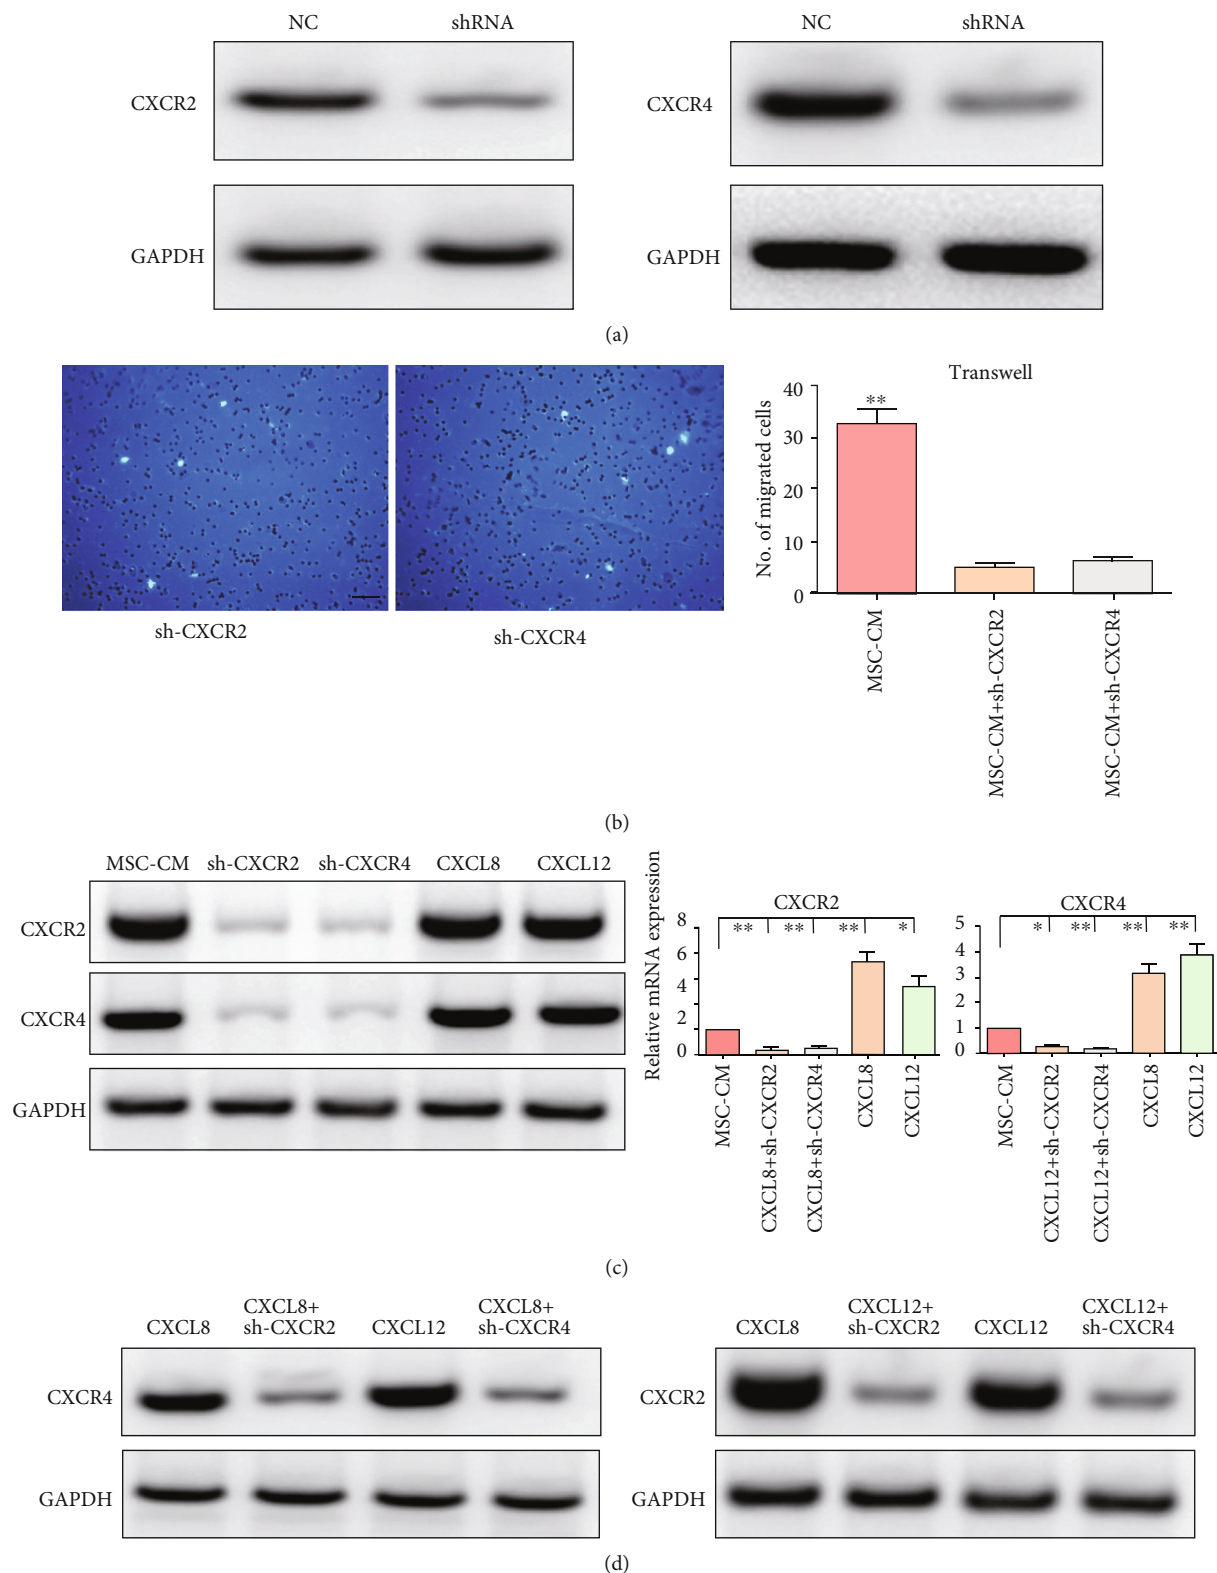 NC shRNA
CXCR2
GAPDH
NC shRNA
CXCR4
GAPDH
(a)
sh-CXCR2
sh-CXCR4
Transwell
No. of migrated cells
40
30
20
10
0
**
MSC-CM
MSC-CM+sh-CXCR2
MSC-CM+sh-CXCR4
(b)
MSC-CM sh-CXCR2 sh-CXCR4 CXCL8 CXCL12
CXCR2
CXCR4
GAPDH
Relative mRNA expression
CXCR2
8
6
4
2
0
** ** ** *
MSC-CM
CXCL8+sh-CXCR2
CXCL8+sh-CXCR4
CXCL8
CXCL12
CXCR4
5
4
3
2
1
0
* ** ** **
MSC-CM
CXCL12+sh-CXCR2
CXCL12+sh-CXCR4
CXCL8
CXCL12
(c)
CXCL8
CXCL8+
sh-CXCR2
CXCL12
CXCL8+
sh-CXCR4
CXCR4
GAPDH
CXCL8
CXCL12+
sh-CXCR2
CXCL12
CXCL12+
sh-CXCR4
CXCR2
GAPDH
(d)